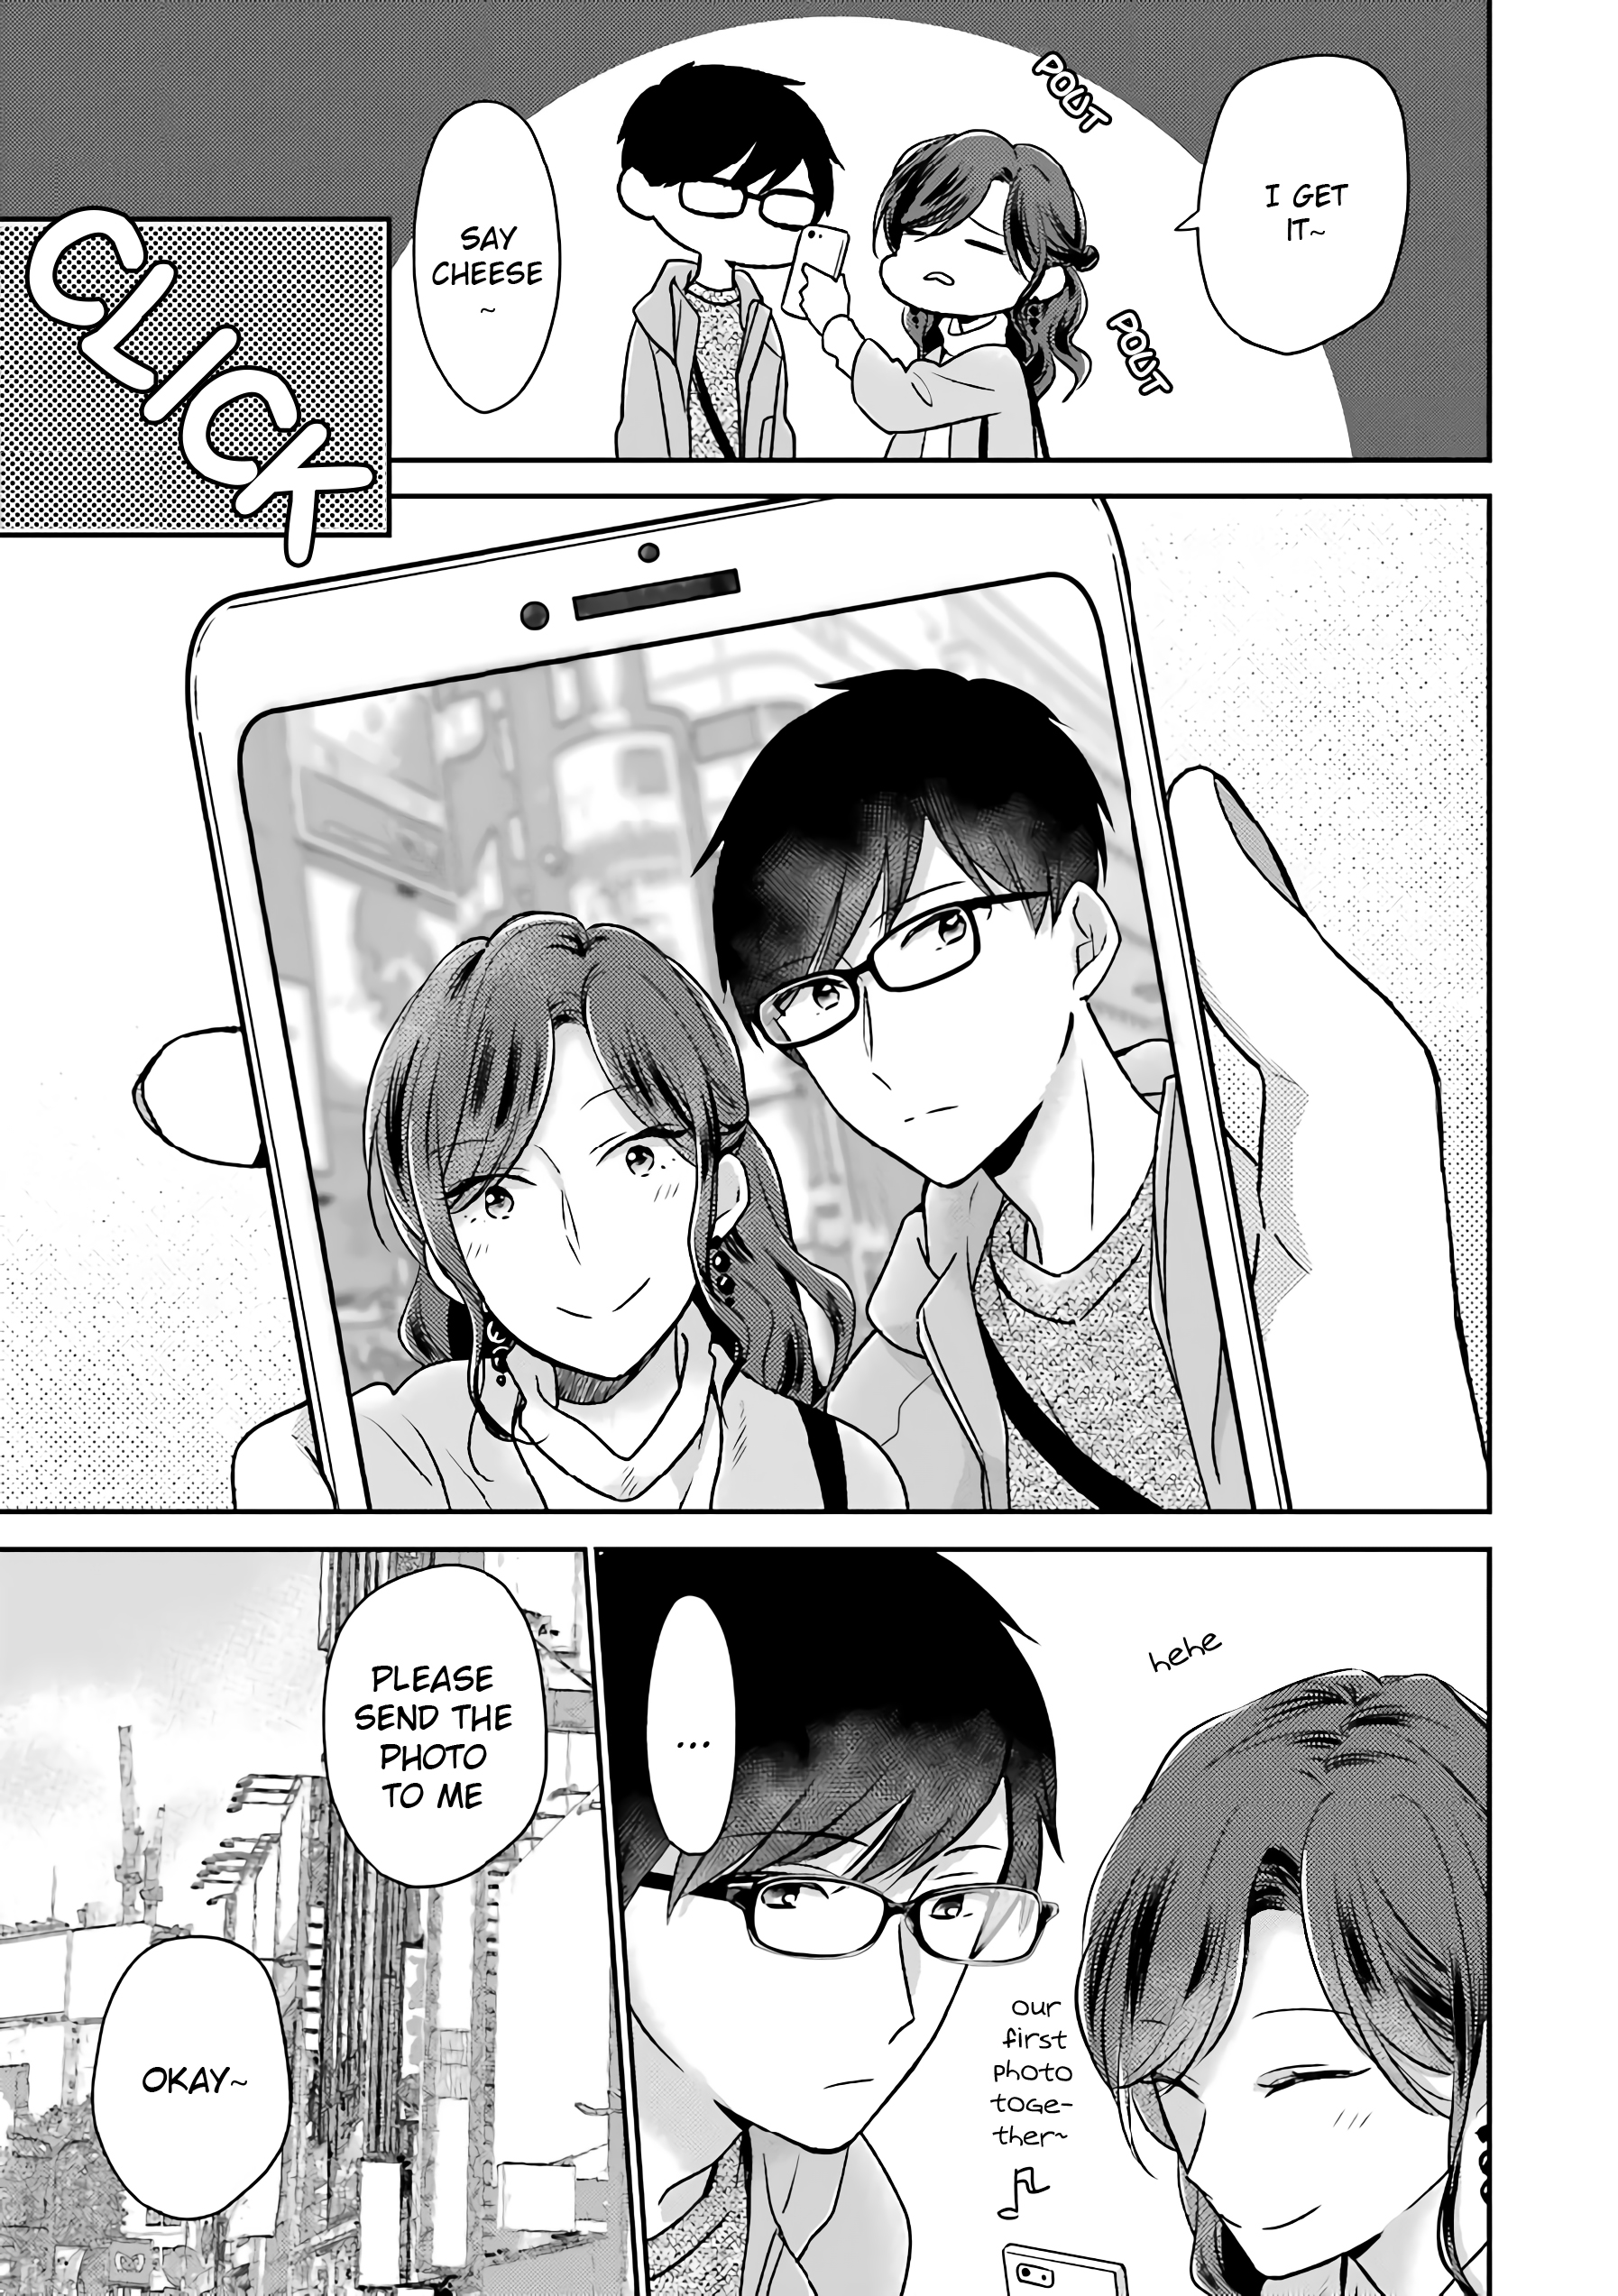 POUT
I GET
IT~
POUT
SAY
CHEESE
~
CLICK
hehe
...
our
first
photo
toge-
ther~
PLEASE
SEND THE
PHOTO
TO ME
OKAY~